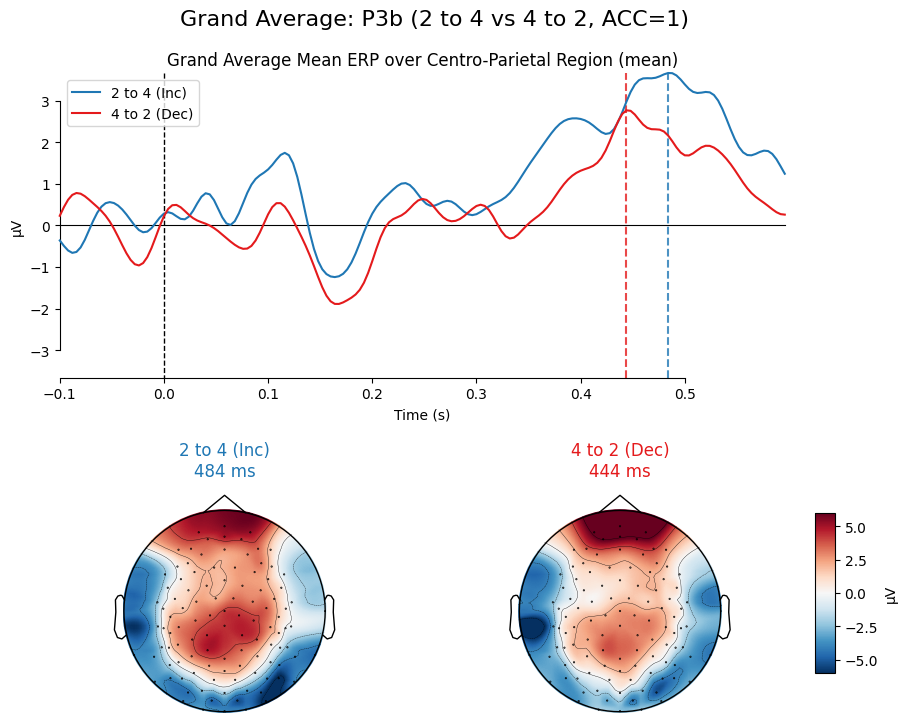 Grand Average: P3b (2 to 4 vs 4 to 2, ACC=1)
Grand Average Mean ERP over Centro-Parietal Region (mean)
2 to 4 (Inc)
4 to 2 (Dec)
3
2
1
0
−1
−2
−3
µV
−0.1 0.0 0.1 0.2 0.3 0.4 0.5
Time (s)
2 to 4 (Inc)
484 ms
4 to 2 (Dec)
444 ms
5.0
2.5
0.0
−2.5
−5.0
µV